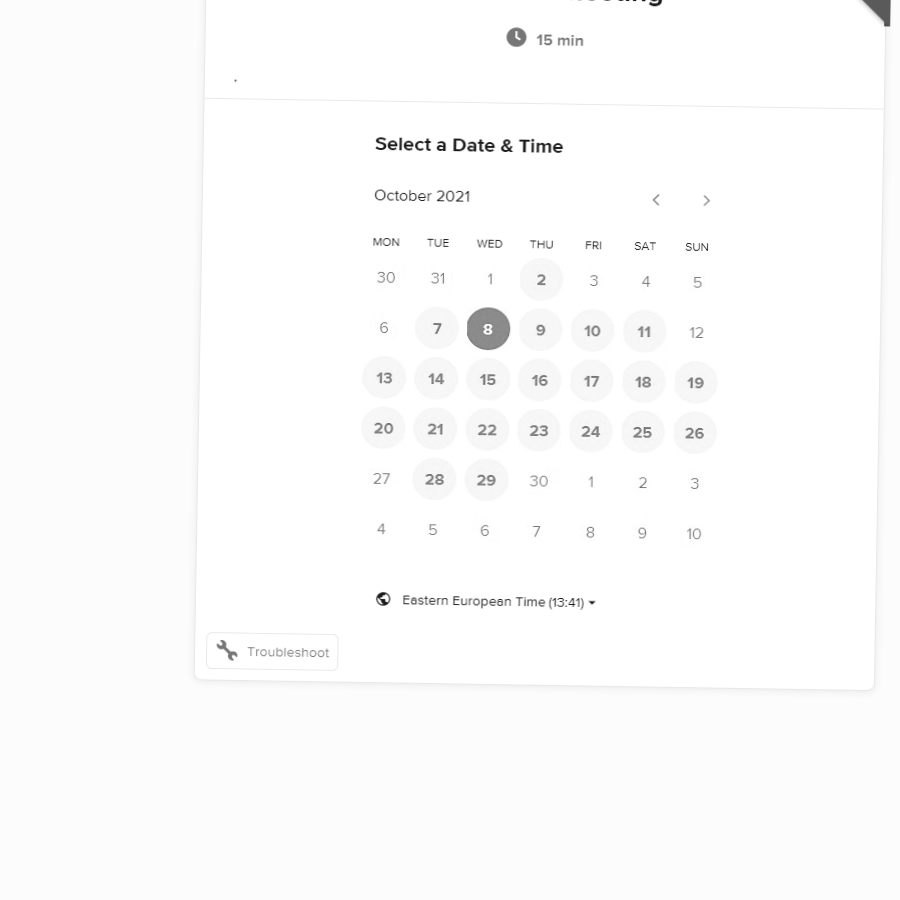 15 min
.
Select a Date & Time
October 2021
MON TUE WED THU FRI SAT SUN
30 31 1 2 3 4 5
6 7 8 9 10 11 12
13 14 15 16 17 18 19
20 21 22 23 24 25 26
27 28 29 30 1 2 3
4 5 6 7 8 9 10
Eastern European Time (13:41)
Troubleshoot